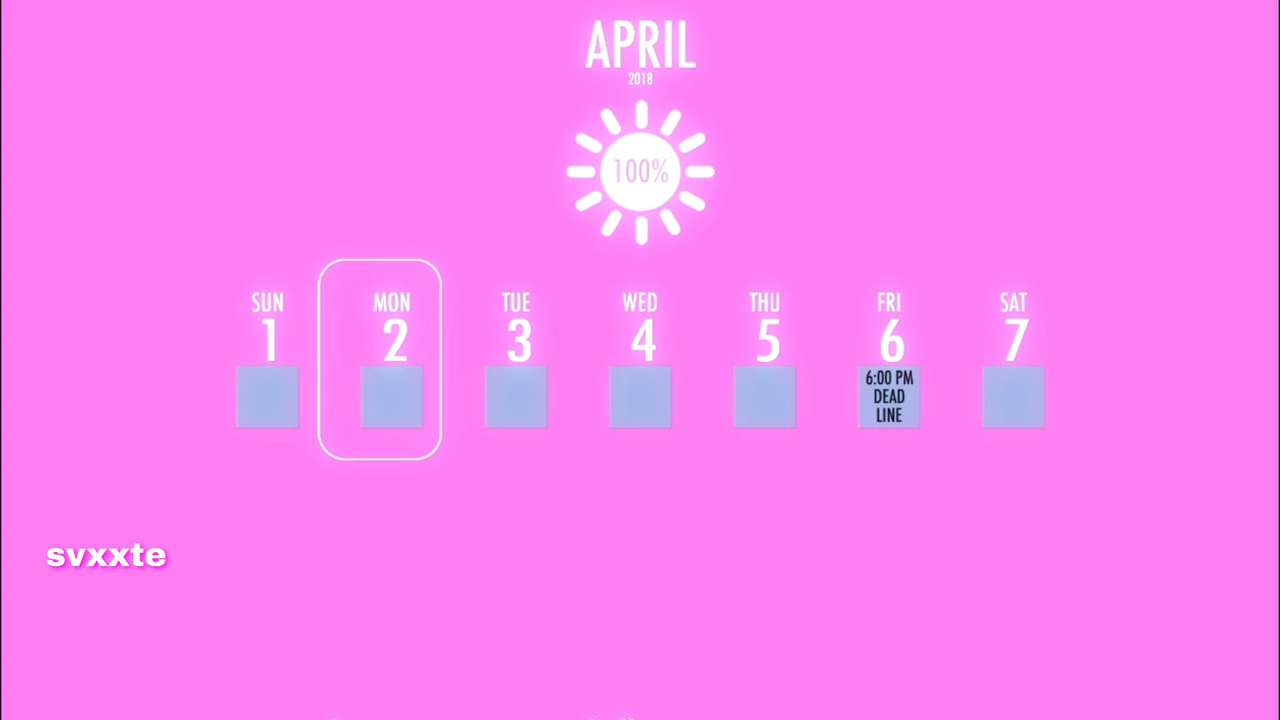 APRIL
2018
100%
SUN MON TUE WED THU FRI SAT
1 2 3 4 5 6 7
6:00 PM
DEAD
LINE
svxxte